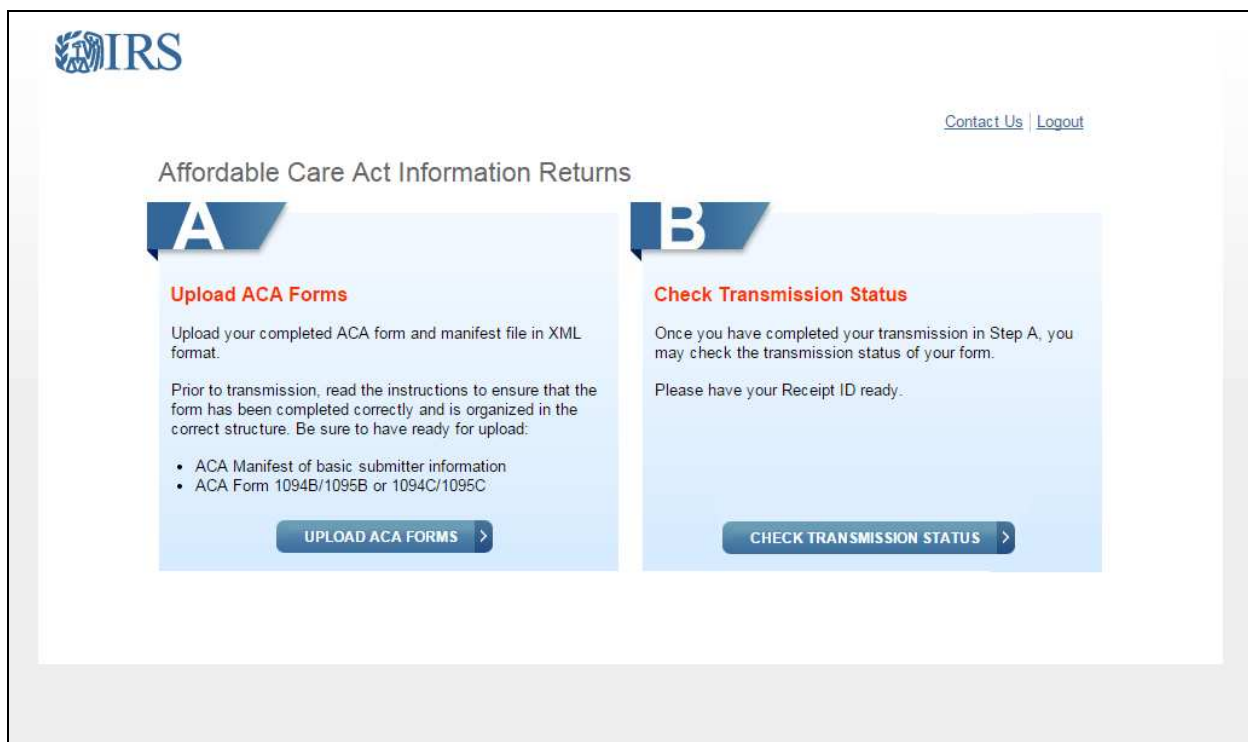 IRS
Contact Us | Logout
Affordable Care Act Information Returns
A
Upload ACA Forms
Upload your completed ACA form and manifest file in XML
format.
Prior to transmission, read the instructions to ensure that the
form has been completed correctly and is organized in the
correct structure. Be sure to have ready for upload:
• ACA Manifest of basic submitter information
• ACA Form 1094B/1095B or 1094C/1095C
UPLOAD ACA FORMS >
B
Check Transmission Status
Once you have completed your transmission in Step A, you
may check the transmission status of your form.
Please have your Receipt ID ready.
CHECK TRANSMISSION STATUS >